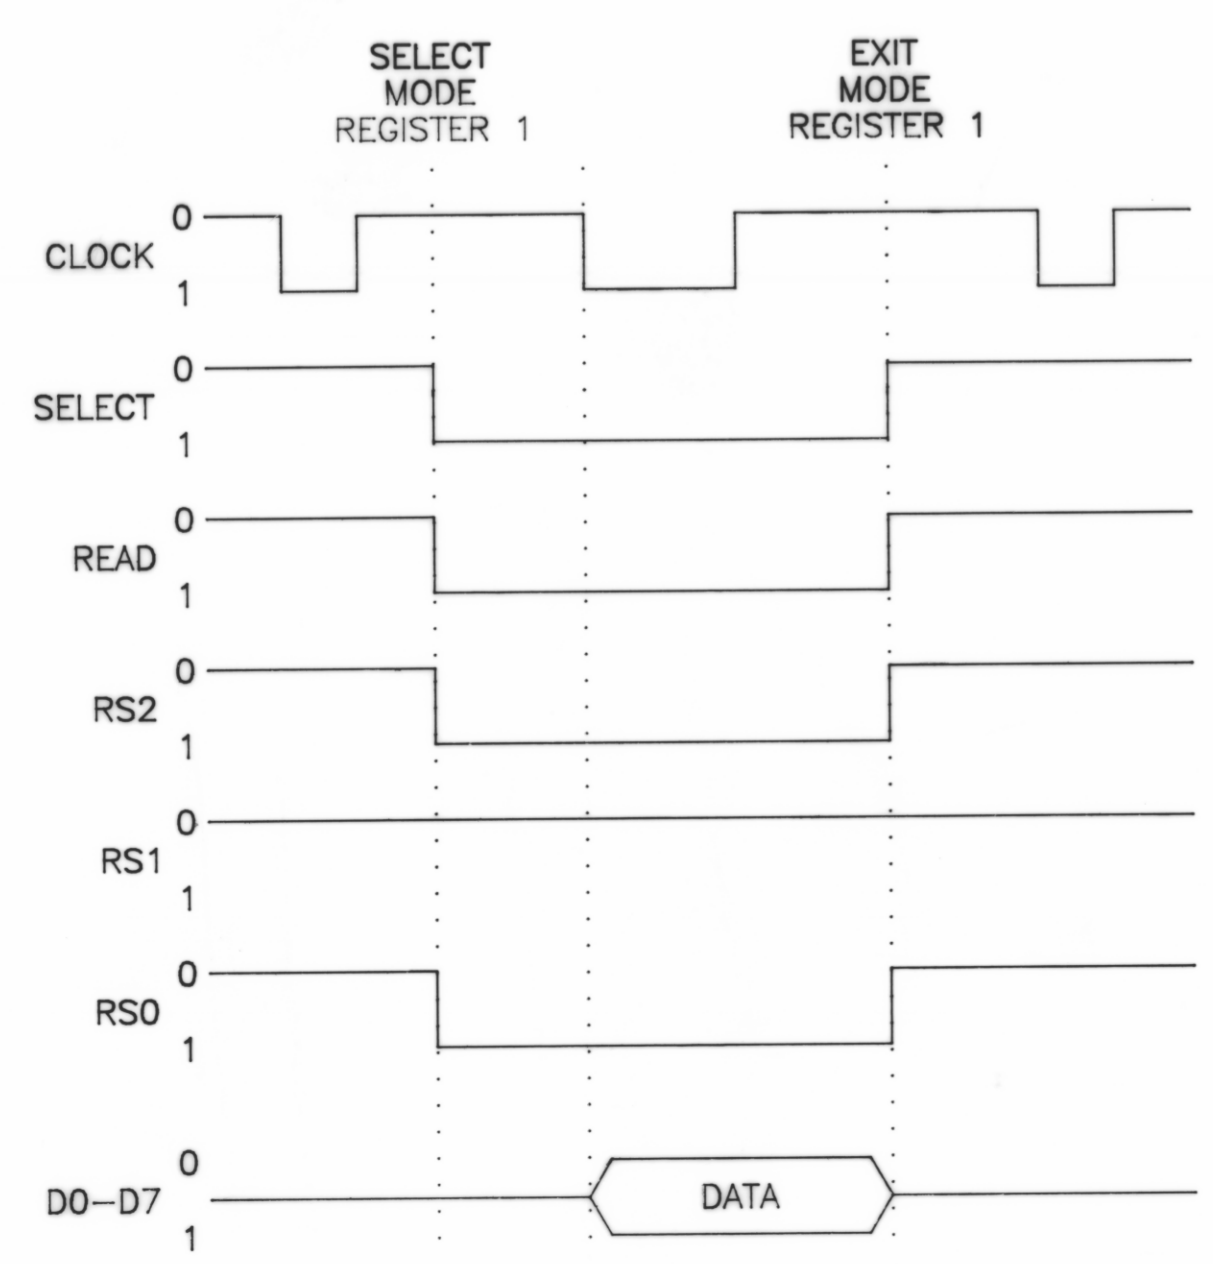 SELECT
MODE
REGISTER 1
EXIT
MODE
REGISTER 1
0
CLOCK
1
0
SELECT
1
0
READ
1
0
RS2
1
0
RS1
1
0
RS0
1
0
D0-D7
1
DATA